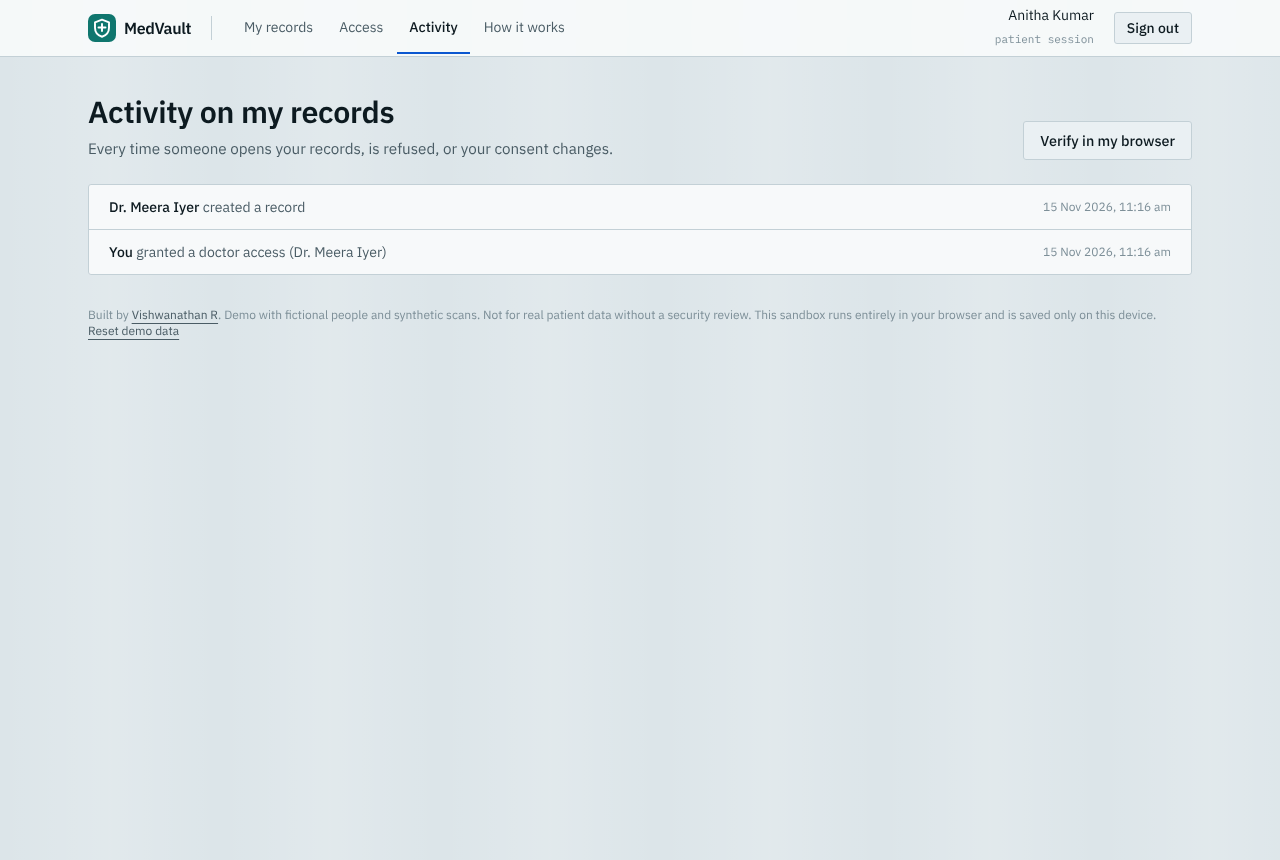 MedVault
My records
Access
Activity
How it works
Anitha Kumar
patient session
Sign out
Activity on my records
Every time someone opens your records, is refused, or your consent changes.
Verify in my browser
Dr. Meera Iyer created a record
15 Nov 2026, 11:16 am
You granted a doctor access (Dr. Meera Iyer)
15 Nov 2026, 11:16 am
Built by Vishwanathan R. Demo with fictional people and synthetic scans. Not for real patient data without a security review. This sandbox runs entirely in your browser and is saved only on this device.
Reset demo data